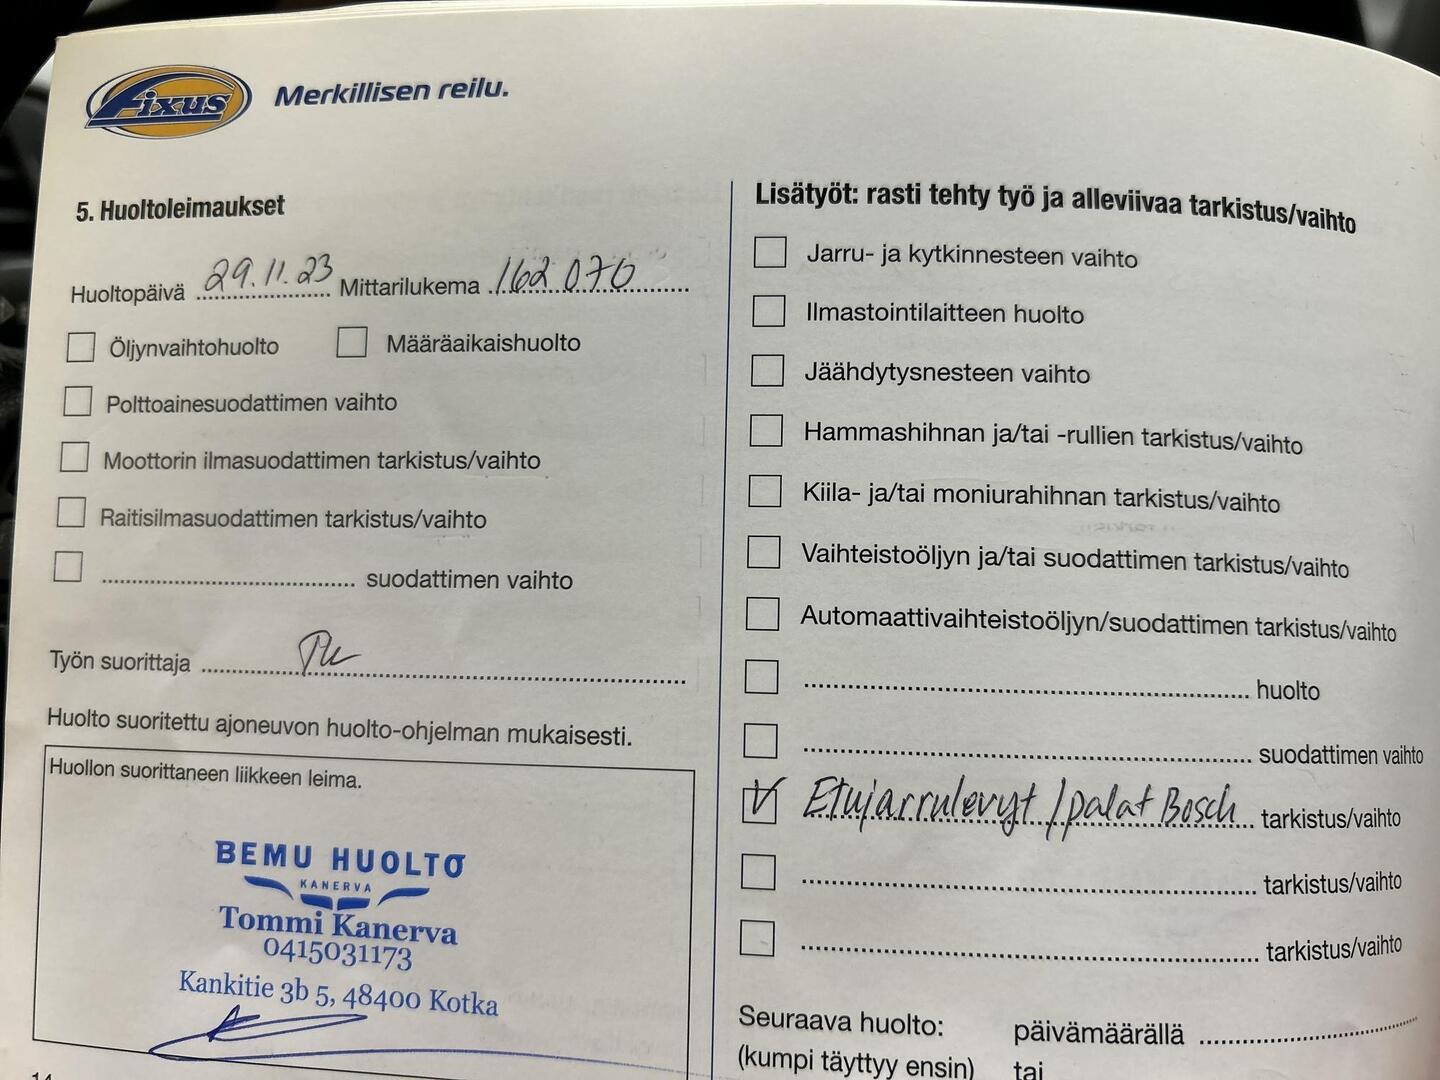 Fixus Merkillisen reilu.
5. Huoltoleimaukset
Huoltopäivä 29.11.23 Mittarilukema 162 070
Öljynvaihtohuolto Määräaikaishuolto
Polttoainesuodattimen vaihto
Moottorin ilmasuodattimen tarkistus/vaihto
Raitisilmasuodattimen tarkistus/vaihto
suodattimen vaihto
Työn suorittaja
Huolto suoritettu ajoneuvon huolto-ohjelman mukaisesti.
Huollon suorittaneen liikkeen leima.
BEMU HUOLTO
KANERVA
Tommi Kanerva
0415031173
Kankitie 3b 5, 48400 Kotka
14
Lisätyöt: rasti tehty työ ja alleviivaa tarkistus/vaihto
Jarru- ja kytkinnesteen vaihto
Ilmastointilaitteen huolto
Jäähdytysnesteen vaihto
Hammashihnan ja/tai -rullien tarkistus/vaihto
Kiila- ja/tai moniurahihnan tarkistus/vaihto
Vaihteistoöljyn ja/tai suodattimen tarkistus/vaihto
Automaattivaihteistoöljyn/suodattimen tarkistus/vaihto
huolto
suodattimen vaihto
Etujarrulevyt / palat Bosch tarkistus/vaihto
tarkistus/vaihto
tarkistus/vaihto
Seuraava huolto: päivämäärällä
(kumpi täyttyy ensin) tai